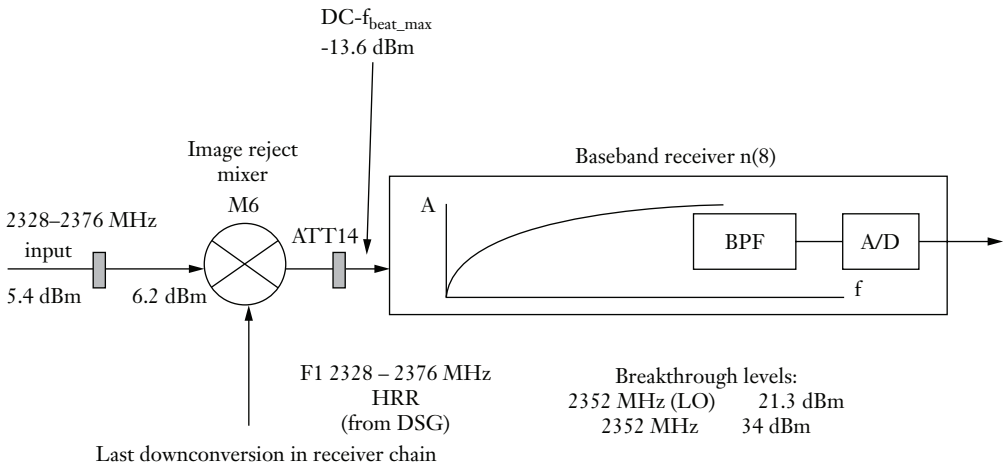 DC-fbeat_max
-13.6 dBm
Image reject
mixer
M6
Baseband receiver n(8)
2328–2376 MHz
input
ATT14
A
BPF
A/D
f
5.4 dBm
6.2 dBm
F1 2328 – 2376 MHz
HRR
(from DSG)
Breakthrough levels:
2352 MHz (LO) 21.3 dBm
2352 MHz 34 dBm
Last downconversion in receiver chain